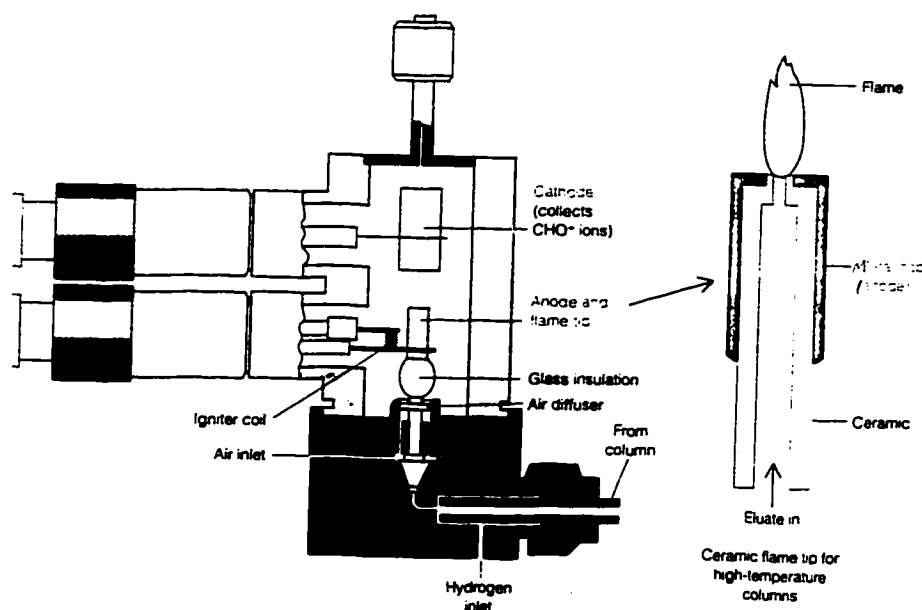 Flame
Cathode
(collects
CHO⁺ ions)
Anode and
flame tip
Glass insulation
Igniter coil
Air diffuser
Air inlet
From
column
Ceramic
Eluate in
Hydrogen
inlet
Ceramic flame tip for
high-temperature
columns